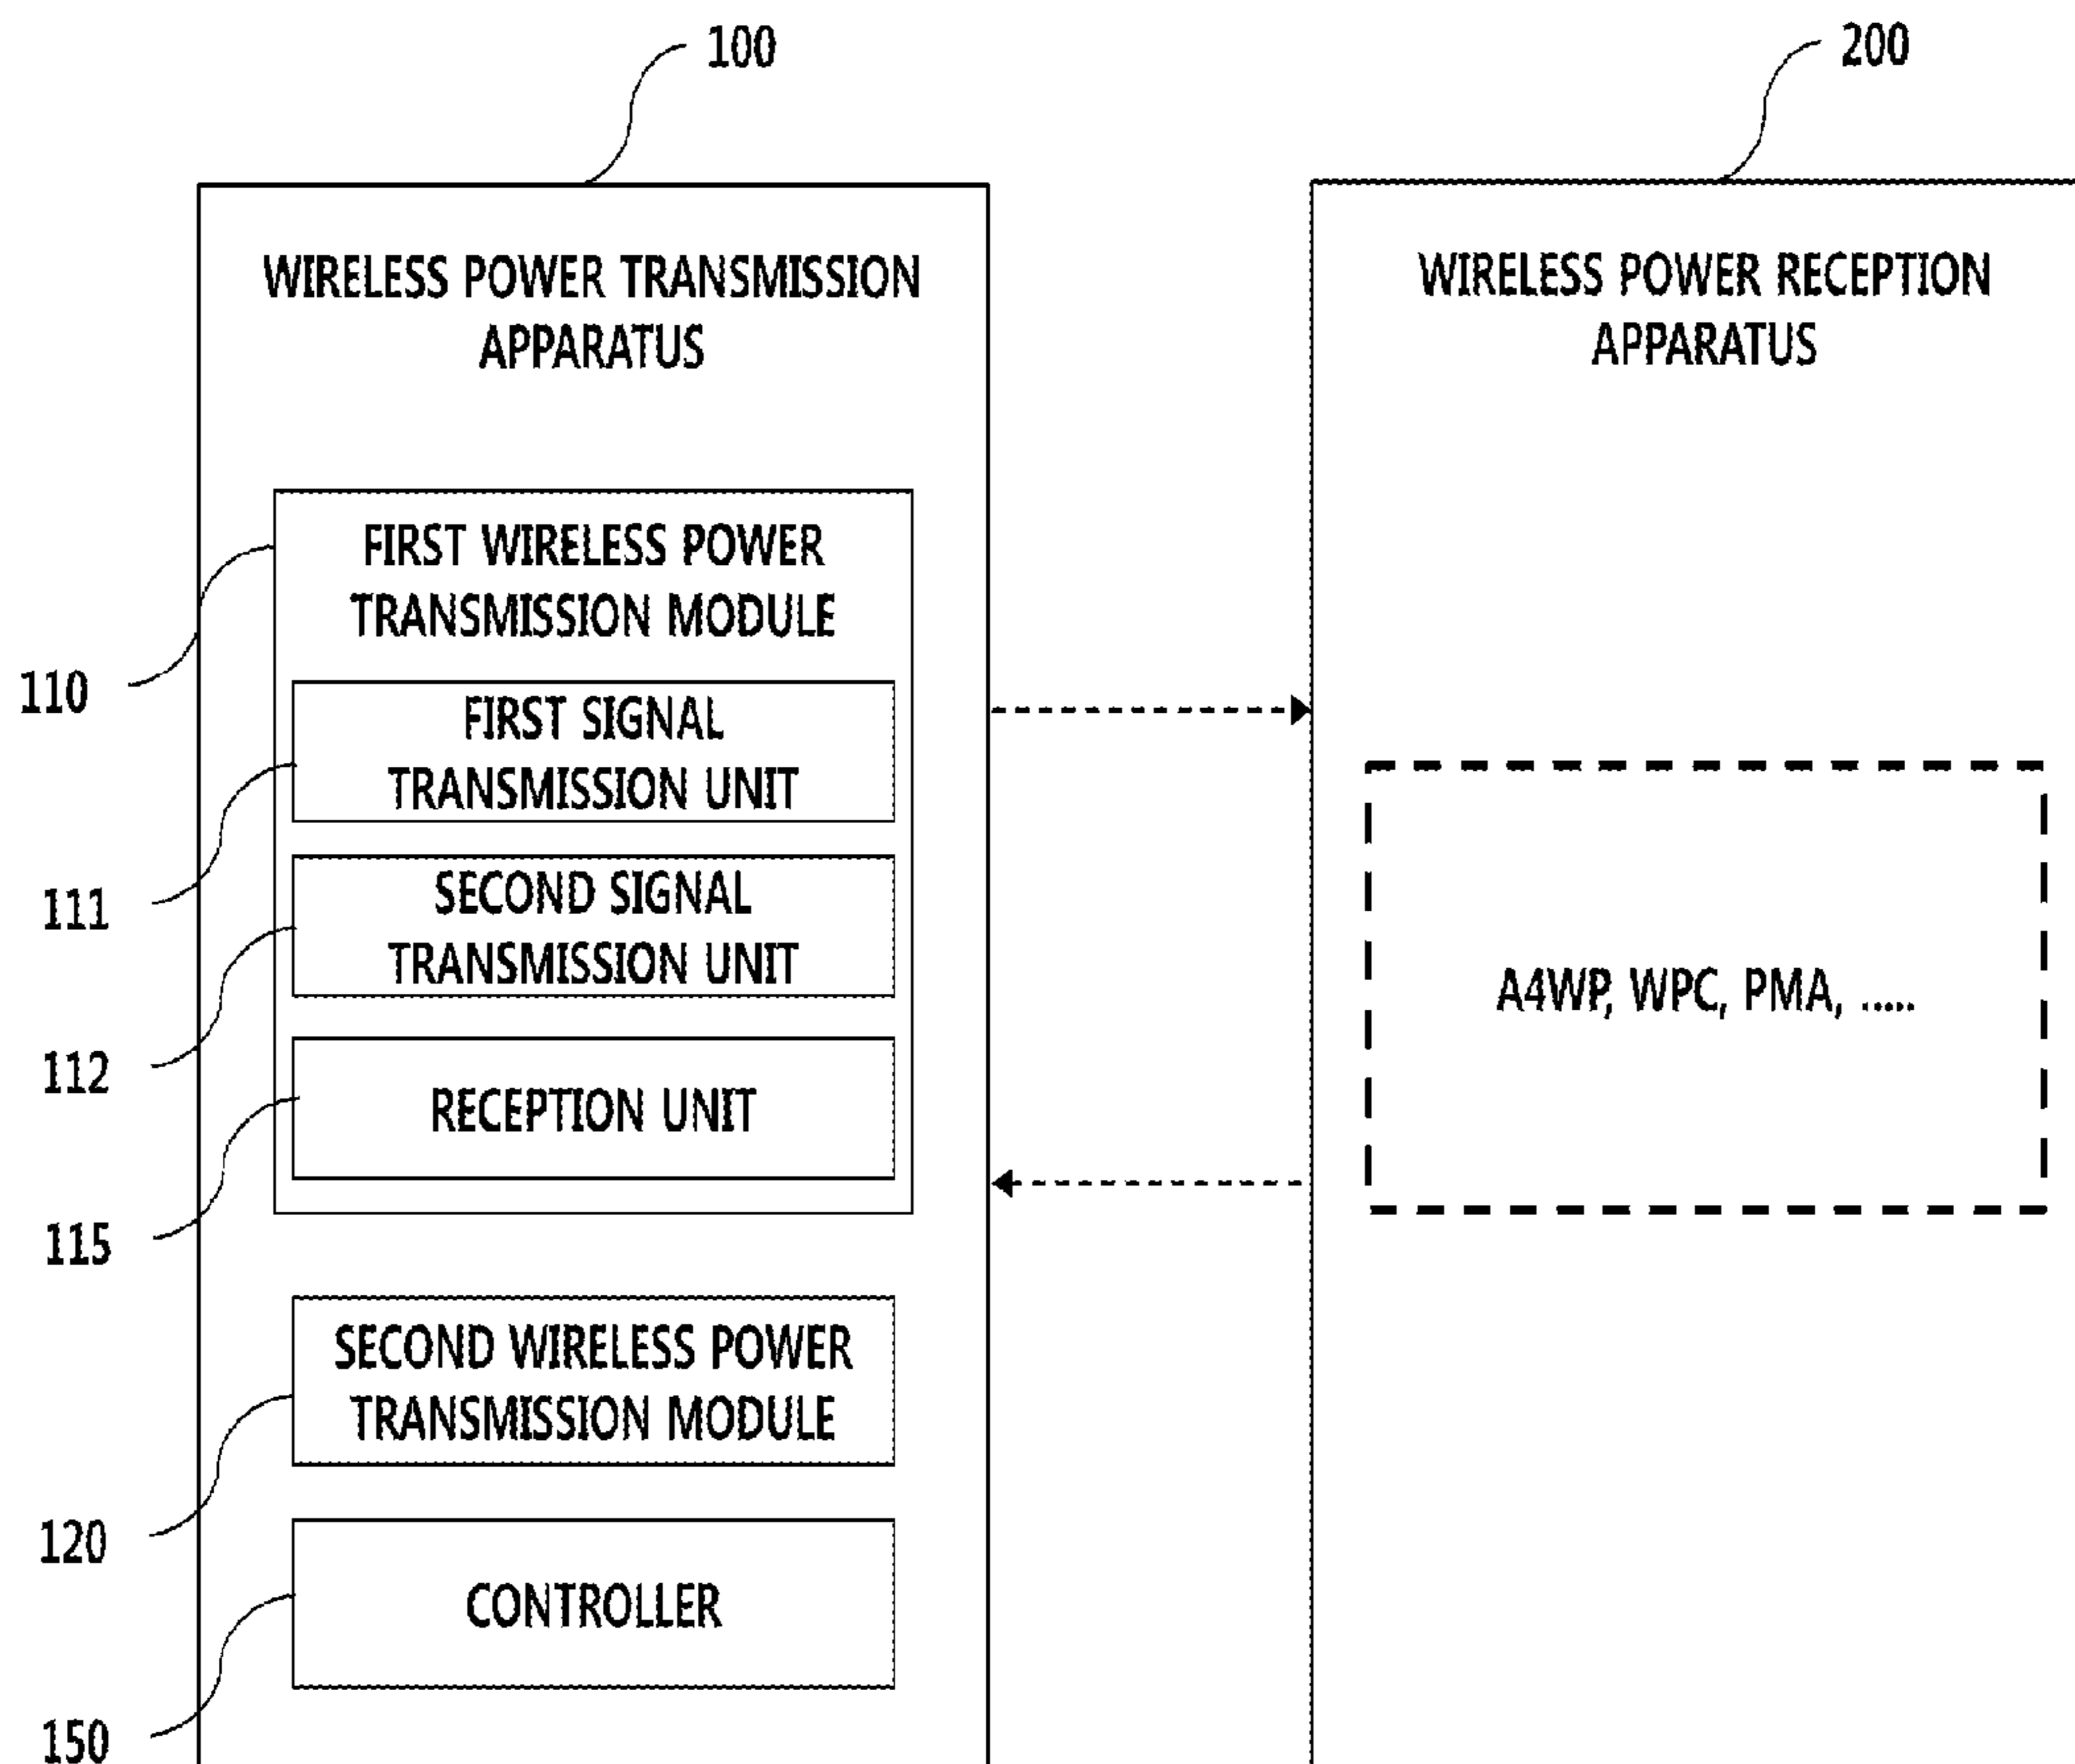 100
200
WIRELESS POWER TRANSMISSION
APPARATUS
WIRELESS POWER RECEPTION
APPARATUS
FIRST WIRELESS POWER
TRANSMISSION MODULE
110
FIRST SIGNAL
TRANSMISSION UNIT
111
SECOND SIGNAL
TRANSMISSION UNIT
112
RECEPTION UNIT
115
A4WP, WPC, PMA, .....
SECOND WIRELESS POWER
TRANSMISSION MODULE
120
CONTROLLER
150